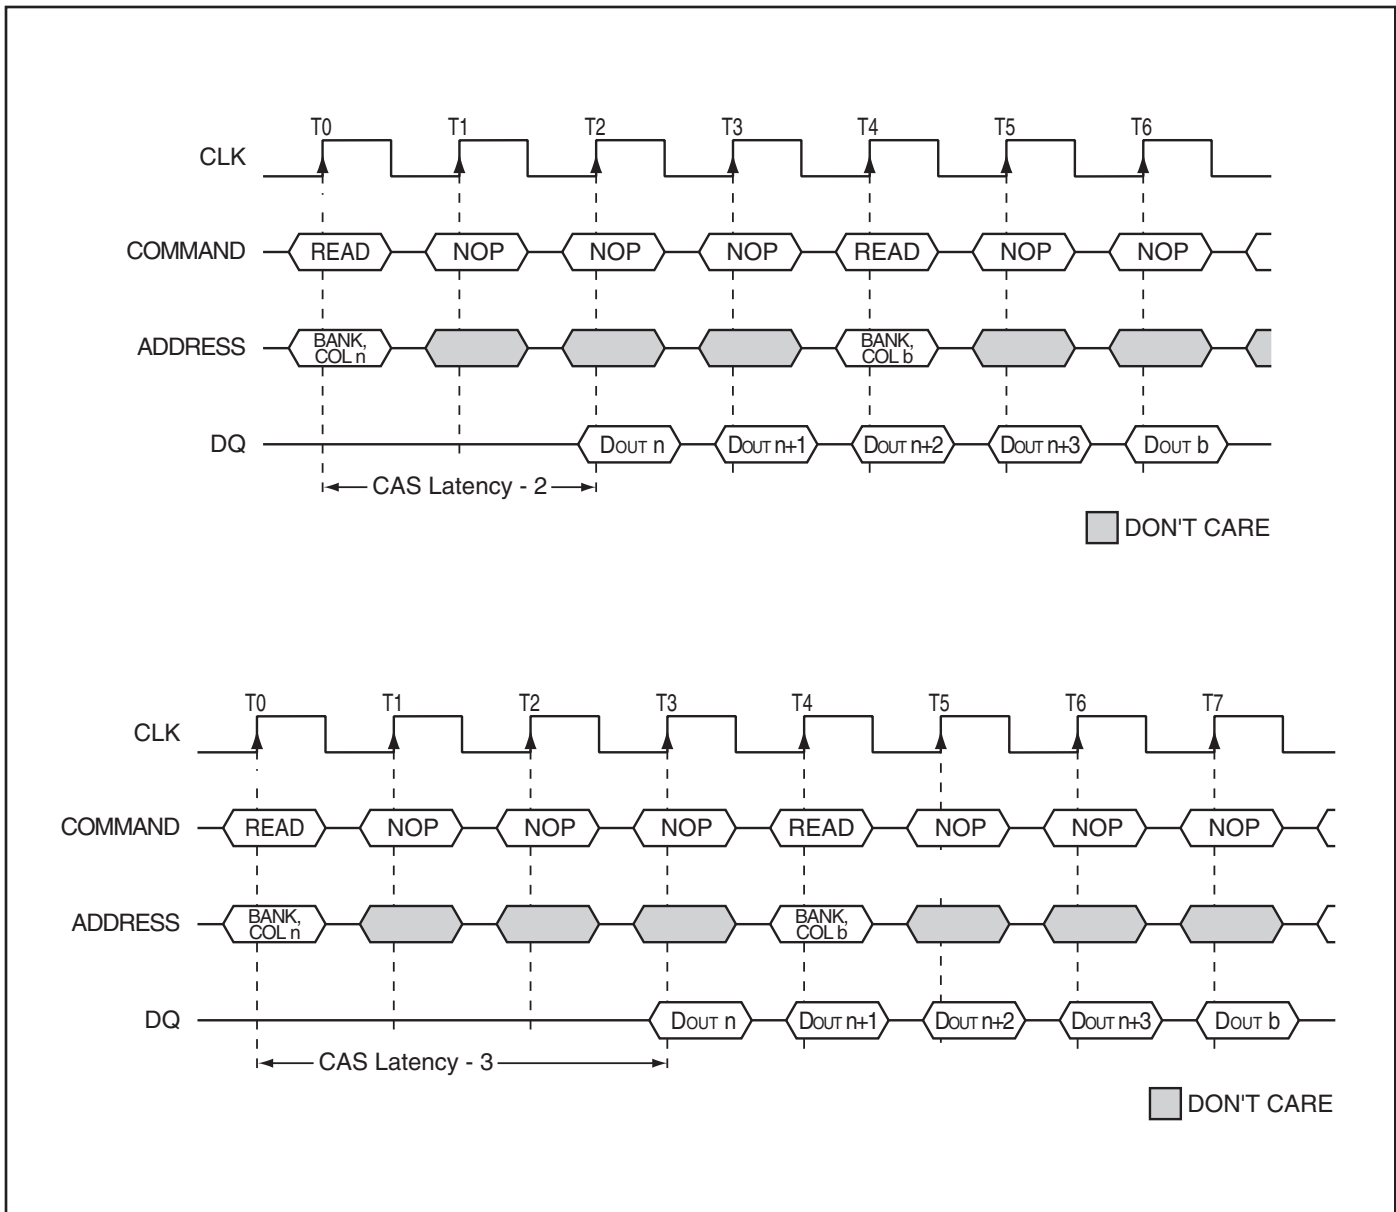 T0 T1 T2 T3 T4 T5 T6
CLK
COMMAND READ NOP NOP NOP READ NOP NOP
ADDRESS BANK, COL n BANK, COL b
DQ DOUT n DOUT n+1 DOUT n+2 DOUT n+3 DOUT b
CAS Latency - 2
DON'T CARE
T0 T1 T2 T3 T4 T5 T6 T7
CLK
COMMAND READ NOP NOP NOP READ NOP NOP NOP
ADDRESS BANK, COL n BANK, COL b
DQ DOUT n DOUT n+1 DOUT n+2 DOUT n+3 DOUT b
CAS Latency - 3
DON'T CARE